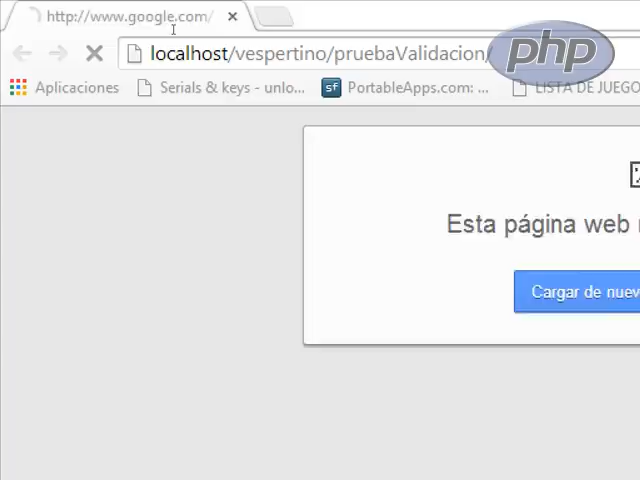 http://www.google.com/
localhost/vespertino/pruebaValidacion/
php
Aplicaciones
Serials & keys - unlo...
sf
PortableApps.com: ...
LISTA DE JUEGO
Esta página web
Cargar de nuev